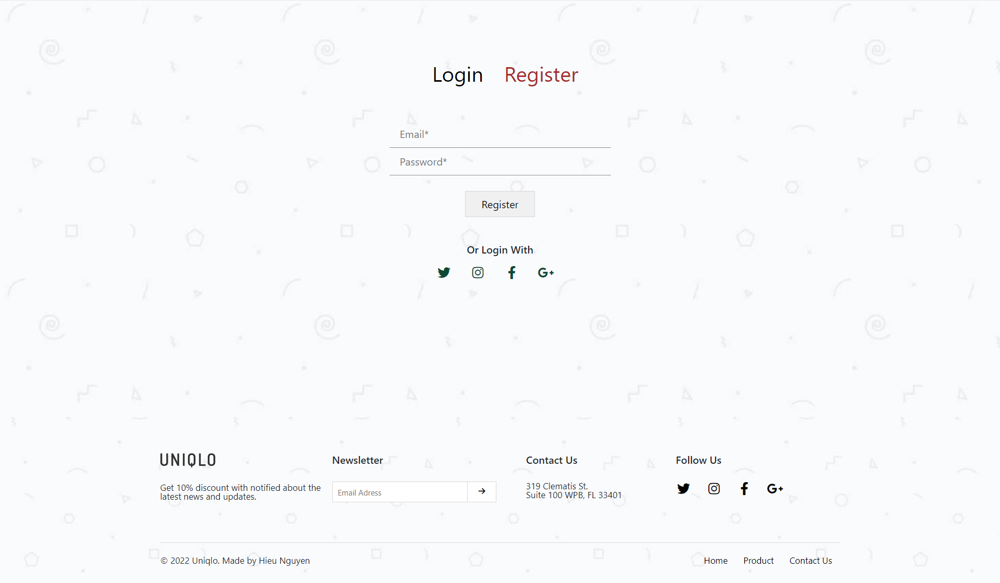 Login Register
Email*
Password*
Register
Or Login With
UNIQLO
Get 10% discount with notified about the
latest news and updates.
Newsletter
Email Adress
Contact Us
319 Clematis St.
Suite 100 WPB, FL 33401
Follow Us
© 2022 Uniqlo. Made by Hieu Nguyen
Home Product Contact Us